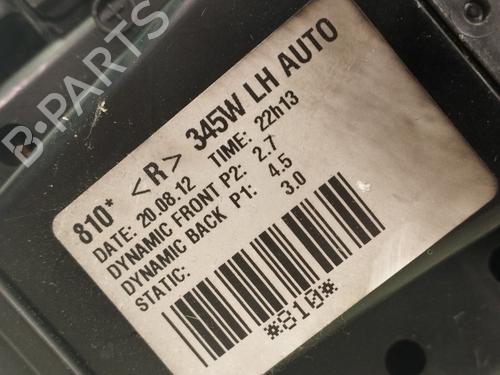 B-PARTS
810* <R> 345W LH AUTO
DATE: 20.08.12 TIME: 22h13
DYNAMIC FRONT P2: 2.7
DYNAMIC BACK P1: 4.5
STATIC: 3.0
*810*